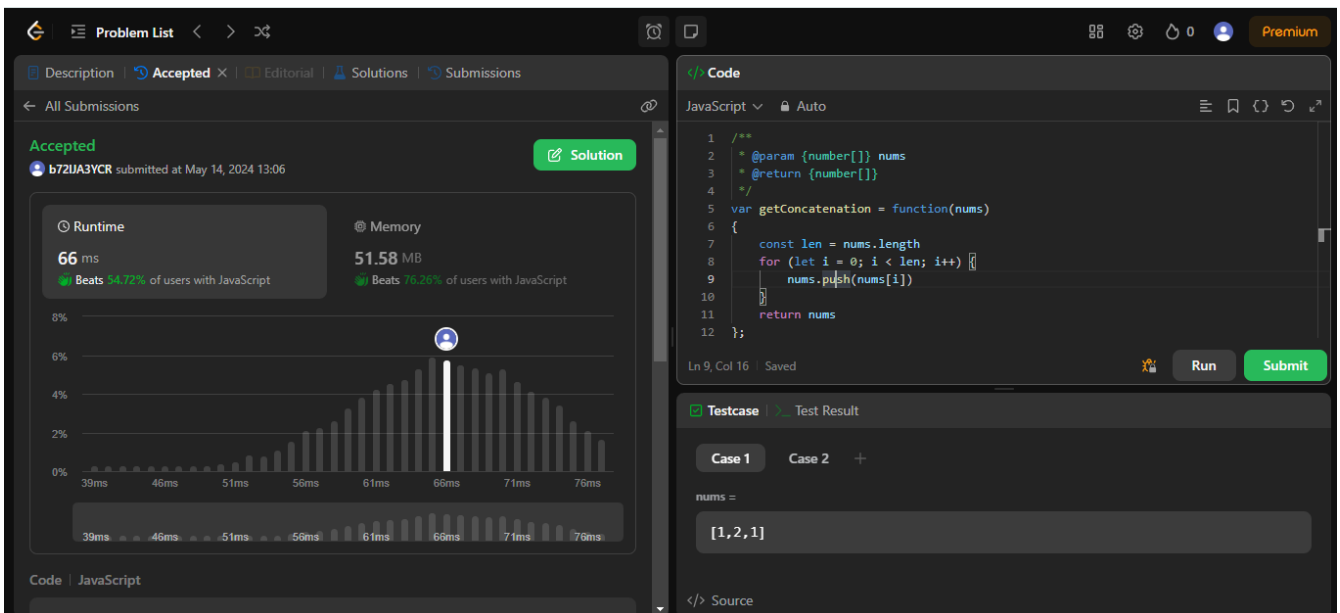 Problem List
0
Premium
Description
Accepted
Editorial
Solutions
Submissions
All Submissions
Accepted
b72IJA3YCR submitted at May 14, 2024 13:06
Solution
Runtime
66 ms
Beats 54.72% of users with JavaScript
Memory
51.58 MB
Beats 76.26% of users with JavaScript
8%
6%
4%
2%
0%
39ms 46ms 51ms 56ms 61ms 66ms 71ms 76ms
39ms 46ms 51ms 56ms 61ms 66ms 71ms 76ms
Code | JavaScript
</> Code
JavaScript Auto
1 /**
2 * @param {number[]} nums
3 * @return {number[]}
4 */
5 var getConcatenation = function(nums)
6 {
7 const len = nums.length
8 for (let i = 0; i < len; i++) {
9 nums.push(nums[i])
10 }
11 return nums
12 };
Ln 9, Col 16 | Saved
Run
Submit
Testcase
>_ Test Result
Case 1
Case 2
+
nums =
[1,2,1]
</> Source